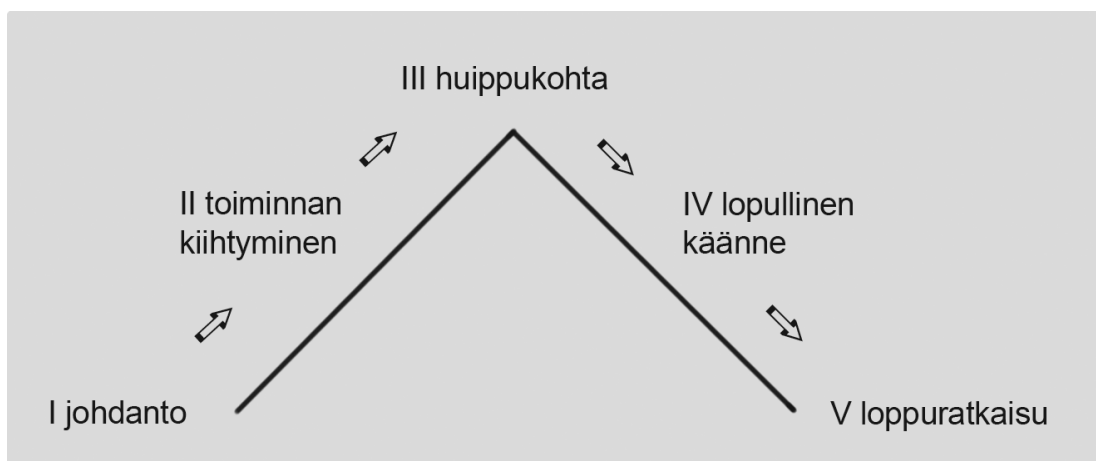 III huippukohta
II toiminnan
kiihtyminen
IV lopullinen
käänne
I johdanto
V loppuratkaisu